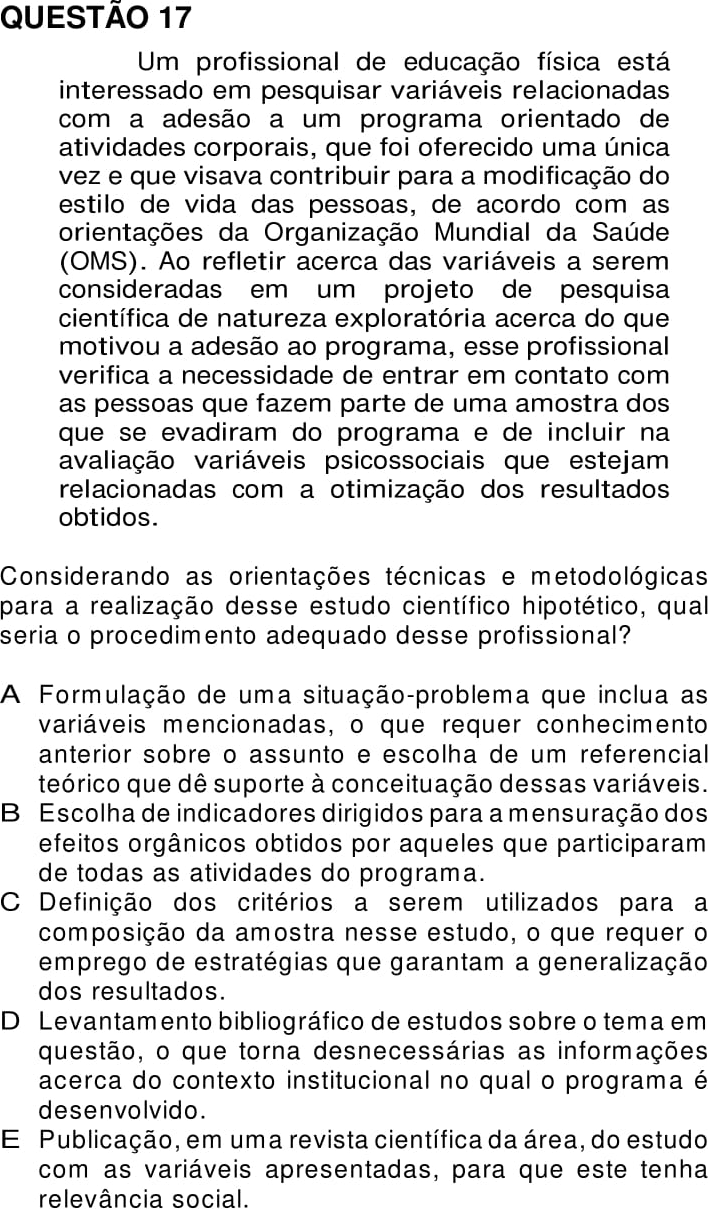 QUESTÃO 17
Um profissional de educação física está
interessado em pesquisar variáveis relacionadas
com a adesão a um programa orientado de
atividades corporais, que foi oferecido uma única
vez e que visava contribuir para a modificação do
estilo de vida das pessoas, de acordo com as
orientações da Organização Mundial da Saúde
(OMS). Ao refletir acerca das variáveis a serem
consideradas em um projeto de pesquisa
científica de natureza exploratória acerca do que
motivou a adesão ao programa, esse profissional
verifica a necessidade de entrar em contato com
as pessoas que fazem parte de uma amostra dos
que se evadiram do programa e de incluir na
avaliação variáveis psicossociais que estejam
relacionadas com a otimização dos resultados
obtidos.
Considerando as orientações técnicas e metodológicas
para a realização desse estudo científico hipotético, qual
seria o procedimento adequado desse profissional?
A Formulação de uma situação-problema que inclua as
variáveis mencionadas, o que requer conhecimento
anterior sobre o assunto e escolha de um referencial
teórico que dê suporte à conceituação dessas variáveis.
B Escolha de indicadores dirigidos para a mensuração dos
efeitos orgânicos obtidos por aqueles que participaram
de todas as atividades do programa.
C Definição dos critérios a serem utilizados para a
composição da amostra nesse estudo, o que requer o
emprego de estratégias que garantam a generalização
dos resultados.
D Levantamento bibliográfico de estudos sobre o tema em
questão, o que torna desnecessárias as informações
acerca do contexto institucional no qual o programa é
desenvolvido.
E Publicação, em uma revista científica da área, do estudo
com as variáveis apresentadas, para que este tenha
relevância social.